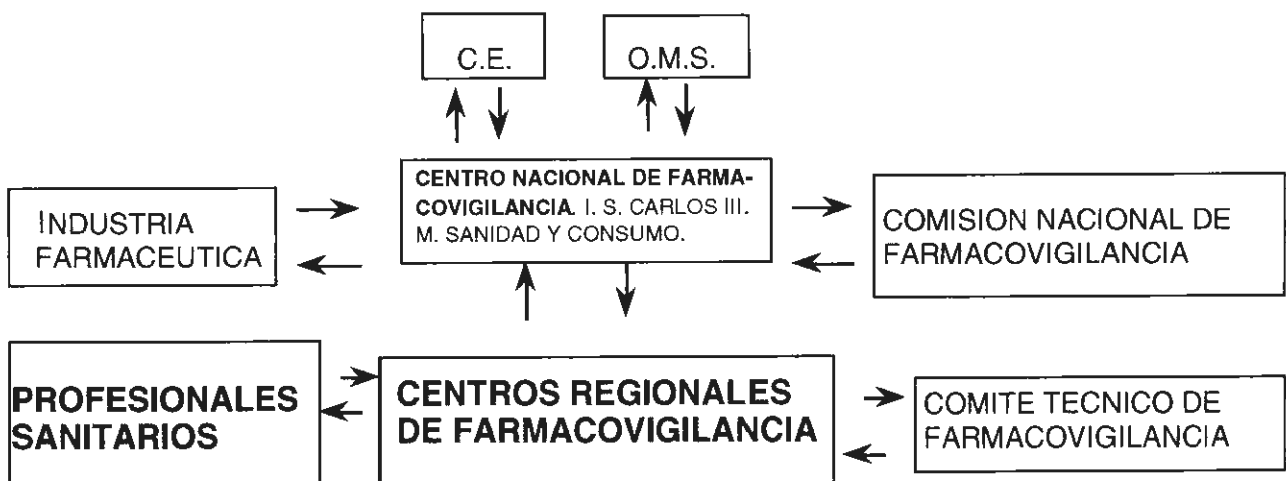 C.E.
O.M.S.
INDUSTRIA
FARMACEUTICA
CENTRO NACIONAL DE FARMA-
COVIGILANCIA. I. S. CARLOS III.
M. SANIDAD Y CONSUMO.
COMISION NACIONAL DE
FARMACOVIGILANCIA
PROFESIONALES
SANITARIOS
CENTROS REGIONALES
DE FARMACOVIGILANCIA
COMITE TECNICO DE
FARMACOVIGILANCIA